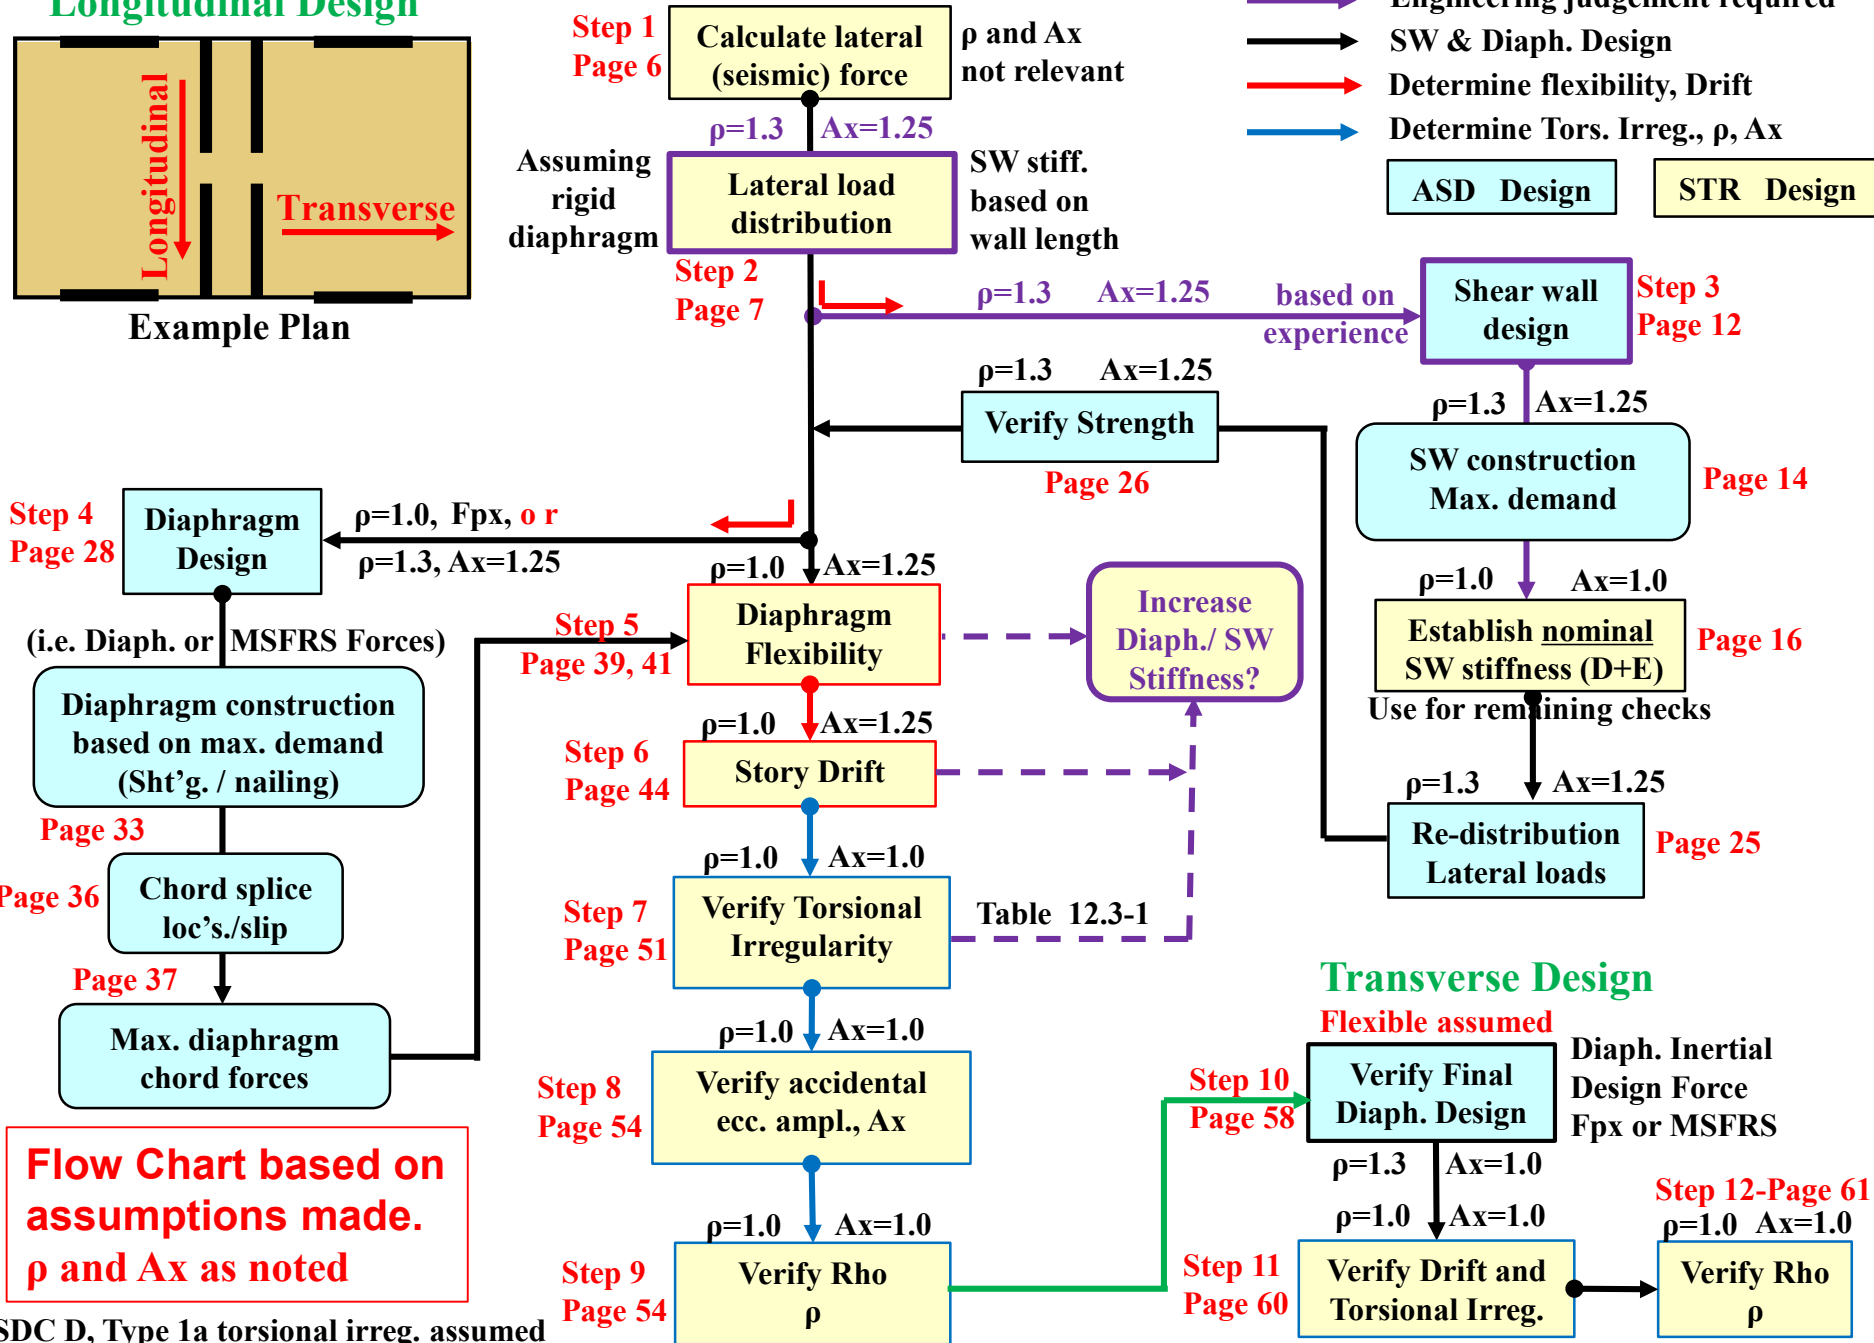 Longitudinal Design
Longitudinal
Transverse
Example Plan
Step 1
Page 6
Calculate lateral
(seismic) force
ρ and Ax
not relevant
Engineering judgement required
SW & Diaph. Design
Determine flexibility, Drift
Determine Tors. Irreg., ρ, Ax
ASD Design
STR Design
ρ=1.3 Ax=1.25
Assuming
rigid
diaphragm
Lateral load
distribution
SW stiff.
based on
wall length
Step 2
Page 7
ρ=1.3 Ax=1.25 based on
experience
Shear wall
design
Step 3
Page 12
ρ=1.3 Ax=1.25
Verify Strength
Page 26
ρ=1.3 Ax=1.25
SW construction
Max. demand
Page 14
ρ=1.0 Ax=1.0
Establish nominal
SW stiffness (D+E)
Page 16
Use for remaining checks
ρ=1.3 Ax=1.25
Re-distribution
Lateral loads
Page 25
Step 4
Page 28
Diaphragm
Design
ρ=1.0, Fpx, o r
ρ=1.3, Ax=1.25
(i.e. Diaph. or MSFRS Forces)
Diaphragm construction
based on max. demand
(Sht’g. / nailing)
Page 33
Page 36
Chord splice
loc’s./slip
Page 37
Max. diaphragm
chord forces
ρ=1.0 Ax=1.25
Step 5
Page 39, 41
Diaphragm
Flexibility
Increase
Diaph./ SW
Stiffness?
ρ=1.0 Ax=1.25
Step 6
Page 44
Story Drift
ρ=1.0 Ax=1.0
Step 7
Page 51
Verify Torsional
Irregularity
Table 12.3-1
ρ=1.0 Ax=1.0
Step 8
Page 54
Verify accidental
ecc. ampl., Ax
ρ=1.0 Ax=1.0
Step 9
Page 54
Verify Rho
ρ
Transverse Design
Flexible assumed
Step 10
Page 58
Verify Final
Diaph. Design
Diaph. Inertial
Design Force
Fpx or MSFRS
ρ=1.3 Ax=1.0
ρ=1.0 Ax=1.0
Step 11
Page 60
Verify Drift and
Torsional Irreg.
Step 12-Page 61
ρ=1.0 Ax=1.0
Verify Rho
ρ
Flow Chart based on
assumptions made.
ρ and Ax as noted
SDC D, Type 1a torsional irreg. assumed